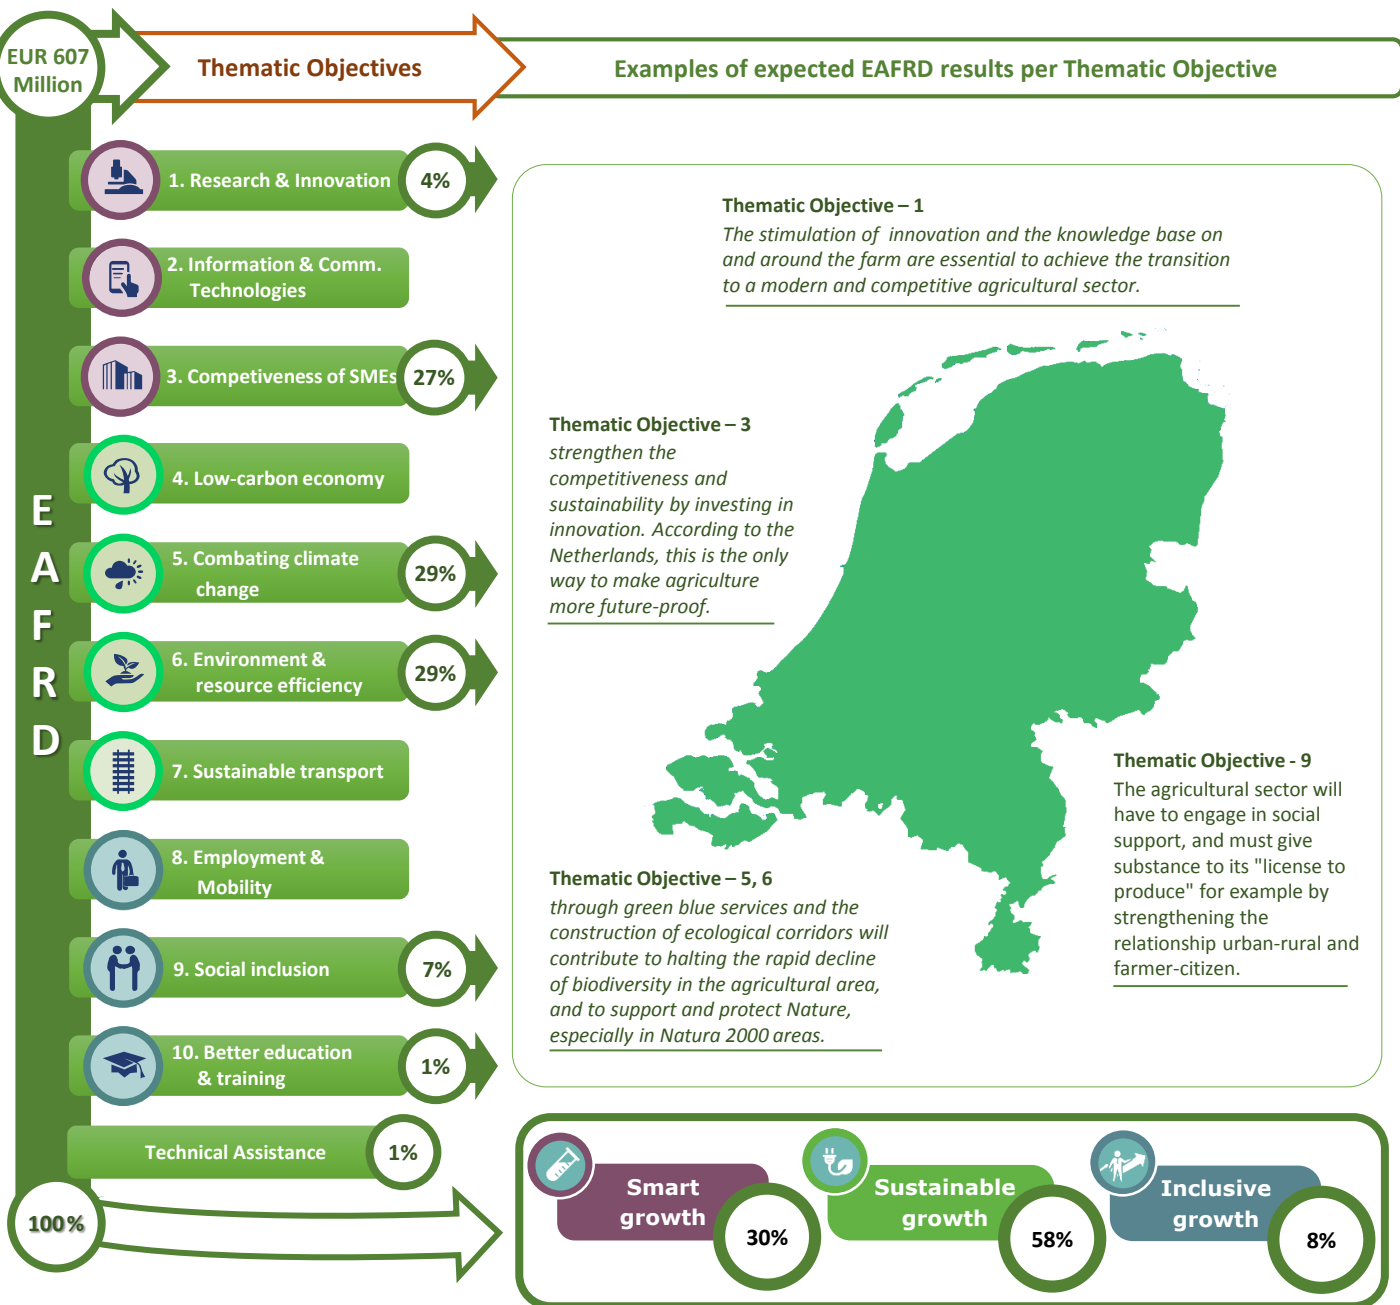 EUR 607
Million
Thematic Objectives
Examples of expected EAFRD results per Thematic Objective
E
A
F
R
D
1. Research & Innovation
4%
2. Information & Comm.
Technologies
3. Competiveness of SMEs
27%
4. Low-carbon economy
5. Combating climate
change
29%
6. Environment &
resource efficiency
29%
7. Sustainable transport
8. Employment &
Mobility
9. Social inclusion
7%
10. Better education
& training
1%
Technical Assistance
1%
100%
Thematic Objective – 1
The stimulation of innovation and the knowledge base on
and around the farm are essential to achieve the transition
to a modern and competitive agricultural sector.
Thematic Objective – 3
strengthen the
competitiveness and
sustainability by investing in
innovation. According to the
Netherlands, this is the only
way to make agriculture
more future-proof.
Thematic Objective – 5, 6
through green blue services and the
construction of ecological corridors will
contribute to halting the rapid decline
of biodiversity in the agricultural area,
and to support and protect Nature,
especially in Natura 2000 areas.
Thematic Objective - 9
The agricultural sector will
have to engage in social
support, and must give
substance to its "license to
produce" for example by
strengthening the
relationship urban-rural and
farmer-citizen.
Smart
growth
30%
Sustainable
growth
58%
Inclusive
growth
8%